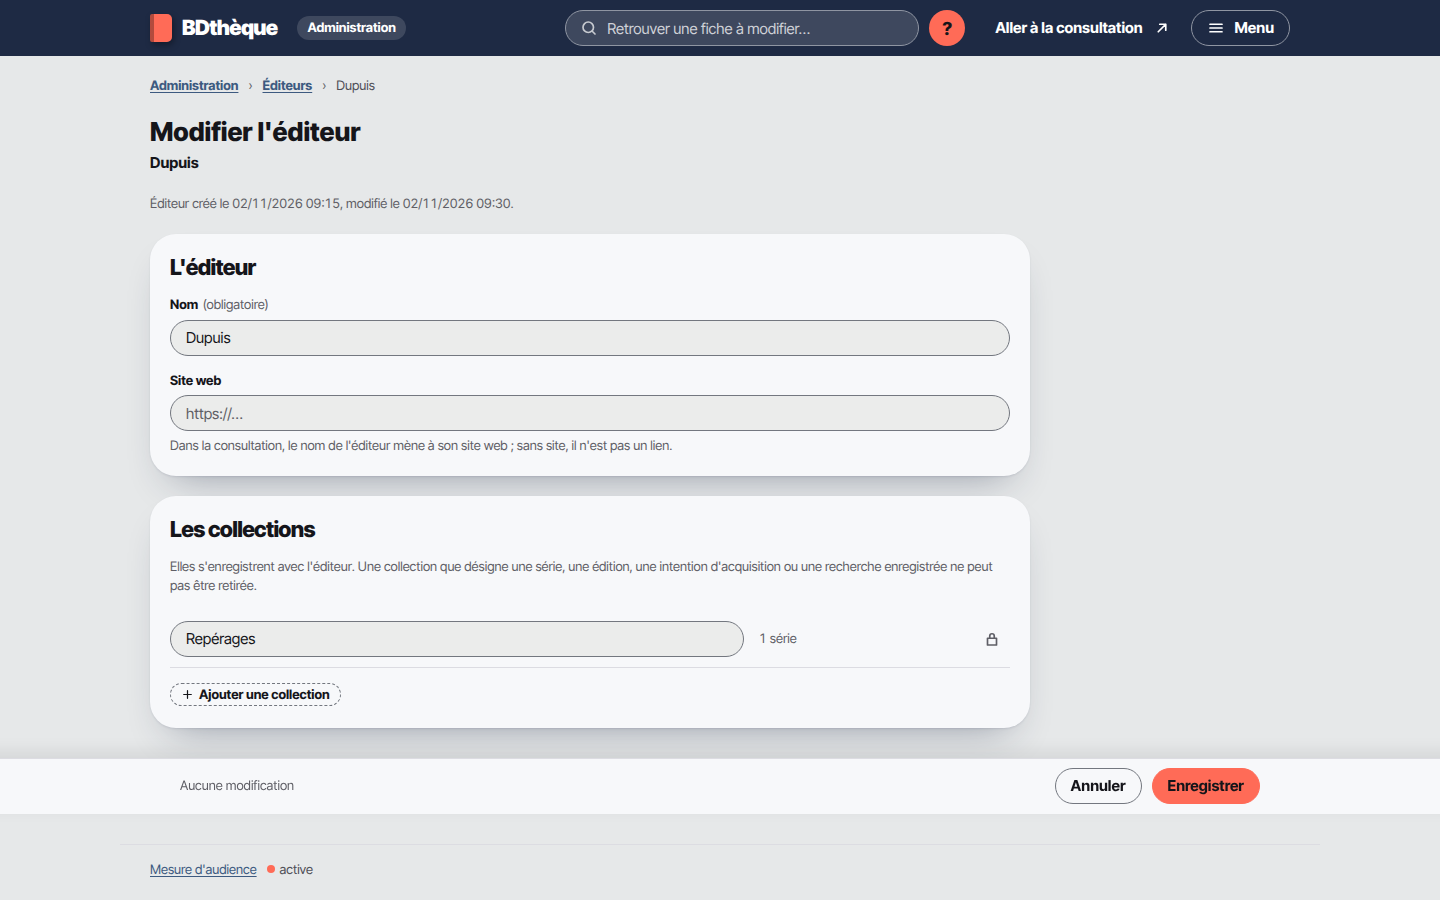 BDthèque
Administration
Retrouver une fiche à modifier...
?
Aller à la consultation
Menu
Administration › Éditeurs › Dupuis
Modifier l'éditeur
Dupuis
Éditeur créé le 02/11/2026 09:15, modifié le 02/11/2026 09:30.
L'éditeur
Nom (obligatoire)
Dupuis
Site web
https://...
Dans la consultation, le nom de l'éditeur mène à son site web ; sans site, il n'est pas un lien.
Les collections
Elles s'enregistrent avec l'éditeur. Une collection que désigne une série, une édition, une intention d'acquisition ou une recherche enregistrée ne peut
pas être retirée.
Repérages
1 série
+ Ajouter une collection
Aucune modification
Annuler
Enregistrer
Mesure d'audience
active